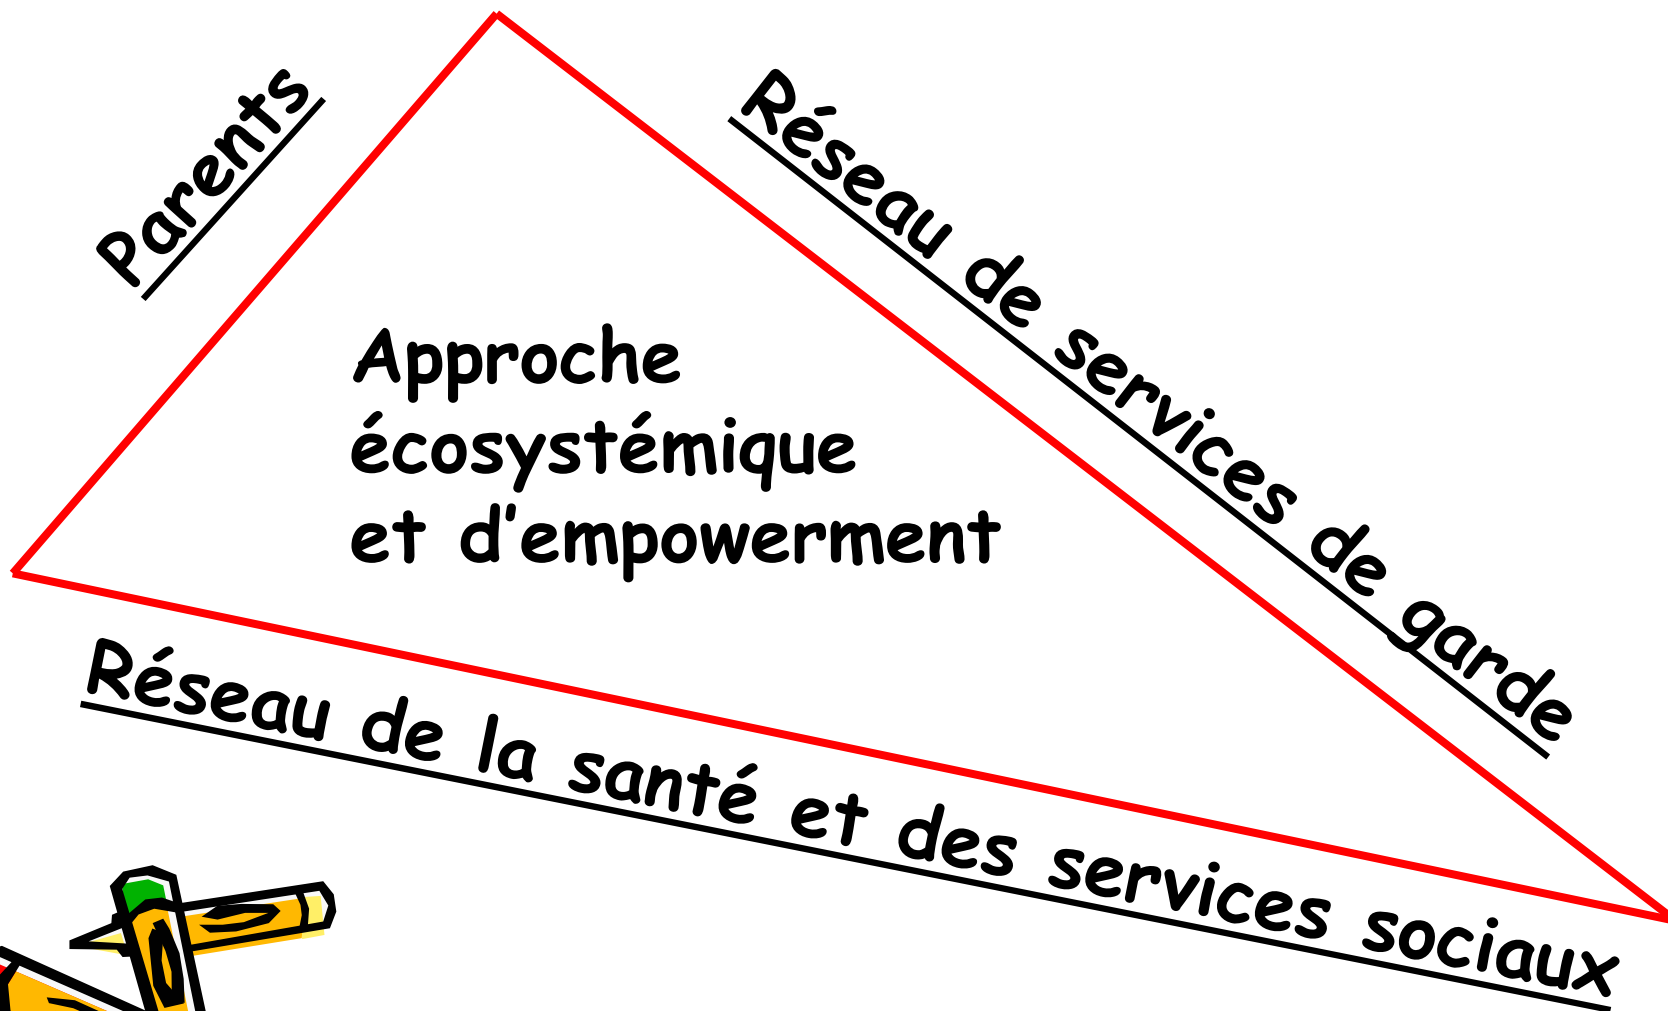 Parents
Réseau de services de garde
Approche
écosystémique
et d'empowerment
Réseau de la santé et des services sociaux